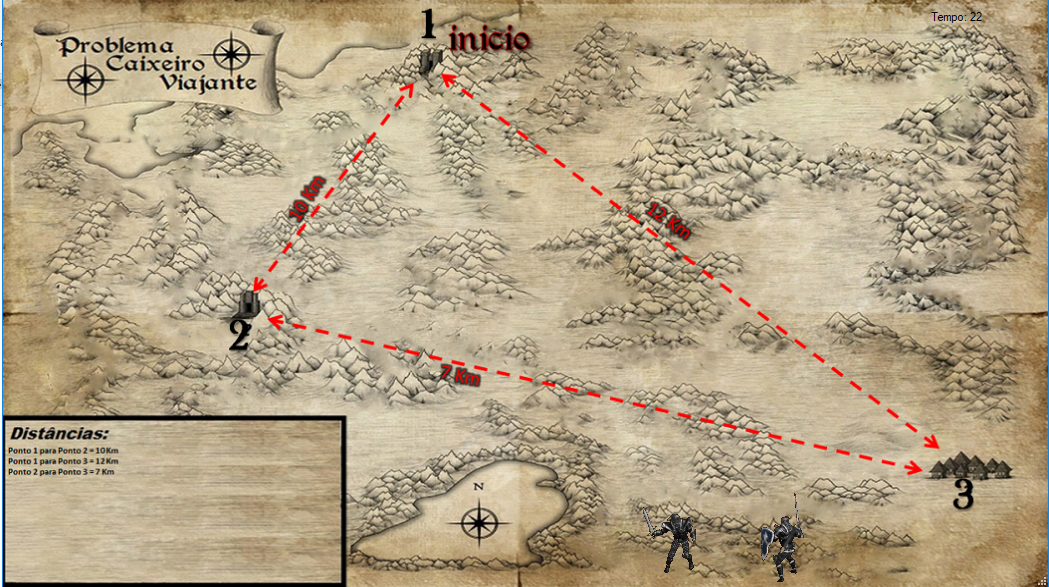 Problema
Caixeiro
Viajante
1
inicio
Tempo: 22
10 Km
12 Km
2
7 Km
3
Distâncias:
Ponto 1 para Ponto 2 = 10 Km
Ponto 1 para Ponto 3 = 12 Km
Ponto 2 para Ponto 3 = 7 Km
N